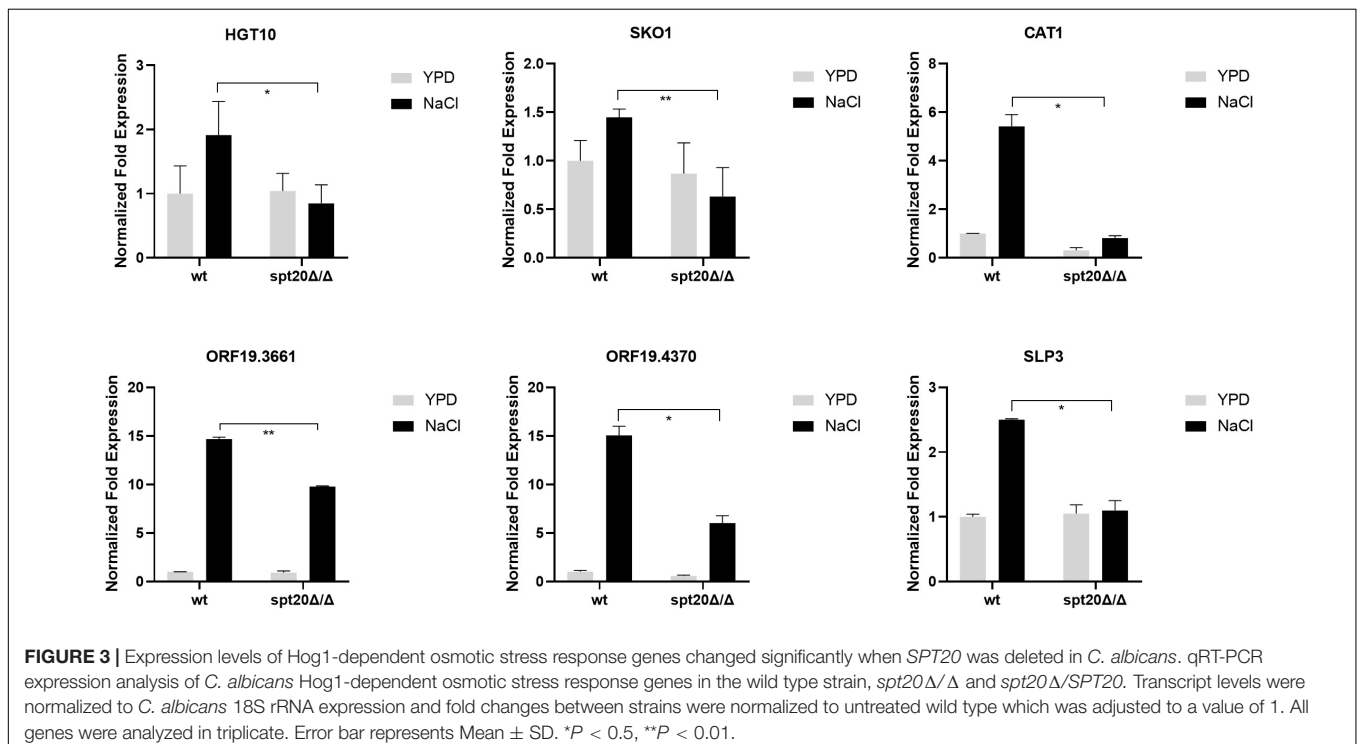 HGT10
Normalized Fold Expression
3
2
1
0
*
wt
spt20Δ/Δ
YPD
NaCl
SKO1
Normalized Fold Expression
2.0
1.5
1.0
0.5
0.0
**
wt
spt20Δ/Δ
YPD
NaCl
CAT1
Normalized Fold Expression
8
6
4
2
0
*
wt
spt20Δ/Δ
YPD
NaCl
ORF19.3661
Normalized Fold Expression
20
15
10
5
0
**
wt
spt20Δ/Δ
YPD
NaCl
ORF19.4370
Normalized Fold Expression
20
15
10
5
0
*
wt
spt20Δ/Δ
YPD
NaCl
SLP3
Normalized Fold Expression
3
2
1
0
*
wt
spt20Δ/Δ
YPD
NaCl
FIGURE 3 | Expression levels of Hog1-dependent osmotic stress response genes changed significantly when SPT20 was deleted in C. albicans. qRT-PCR
expression analysis of C. albicans Hog1-dependent osmotic stress response genes in the wild type strain, spt20Δ/Δ and spt20Δ/SPT20. Transcript levels were
normalized to C. albicans 18S rRNA expression and fold changes between strains were normalized to untreated wild type which was adjusted to a value of 1. All
genes were analyzed in triplicate. Error bar represents Mean ± SD. *P < 0.5, **P < 0.01.